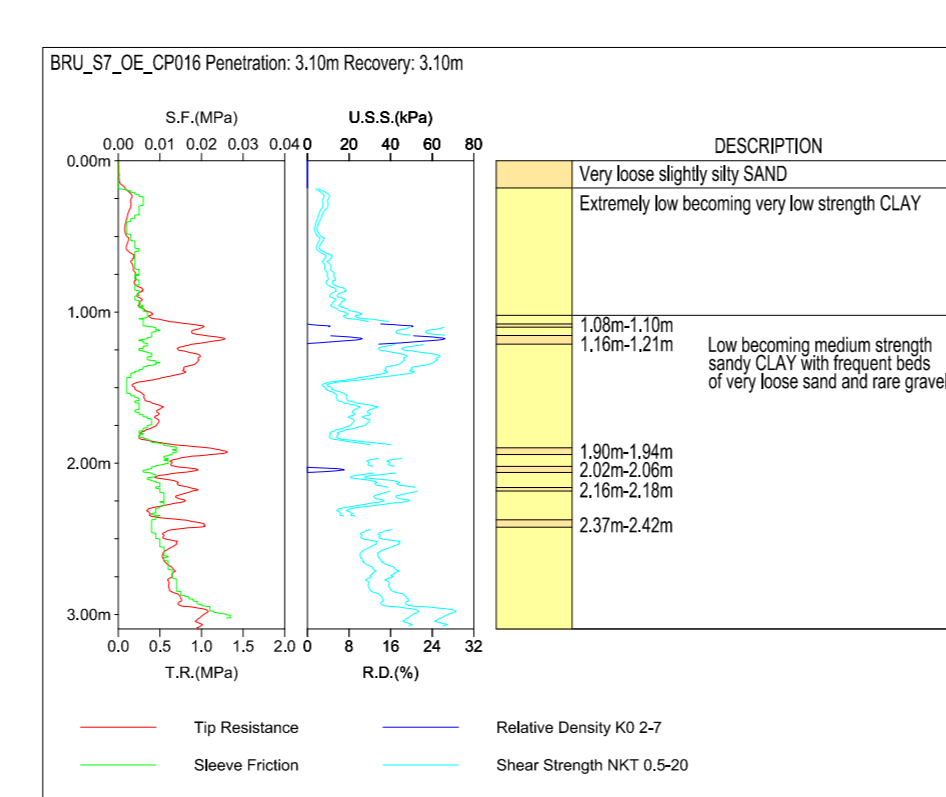 BRU_S7_OE_CP016 Penetration: 3.10m Recovery: 3.10m
S.F.(MPa) U.S.S.(kPa)
0.00 0.01 0.02 0.03 0.04 0 20 40 60 80
DESCRIPTION
0.00m
Very loose slightly silty SAND
Extremely low becoming very low strength CLAY
1.00m
1.08m-1.10m
1.16m-1.21m
Low becoming medium strength
sandy CLAY with frequent beds
of very loose sand and rare gravel
1.90m-1.94m
2.00m
2.02m-2.06m
2.16m-2.18m
2.37m-2.42m
3.00m
0.0 0.5 1.0 1.5 2.0 0 8 16 24 32
T.R.(MPa) R.D.(%)
Tip Resistance Relative Density K0 2-7
Sleeve Friction Shear Strength NKT 0.5-20